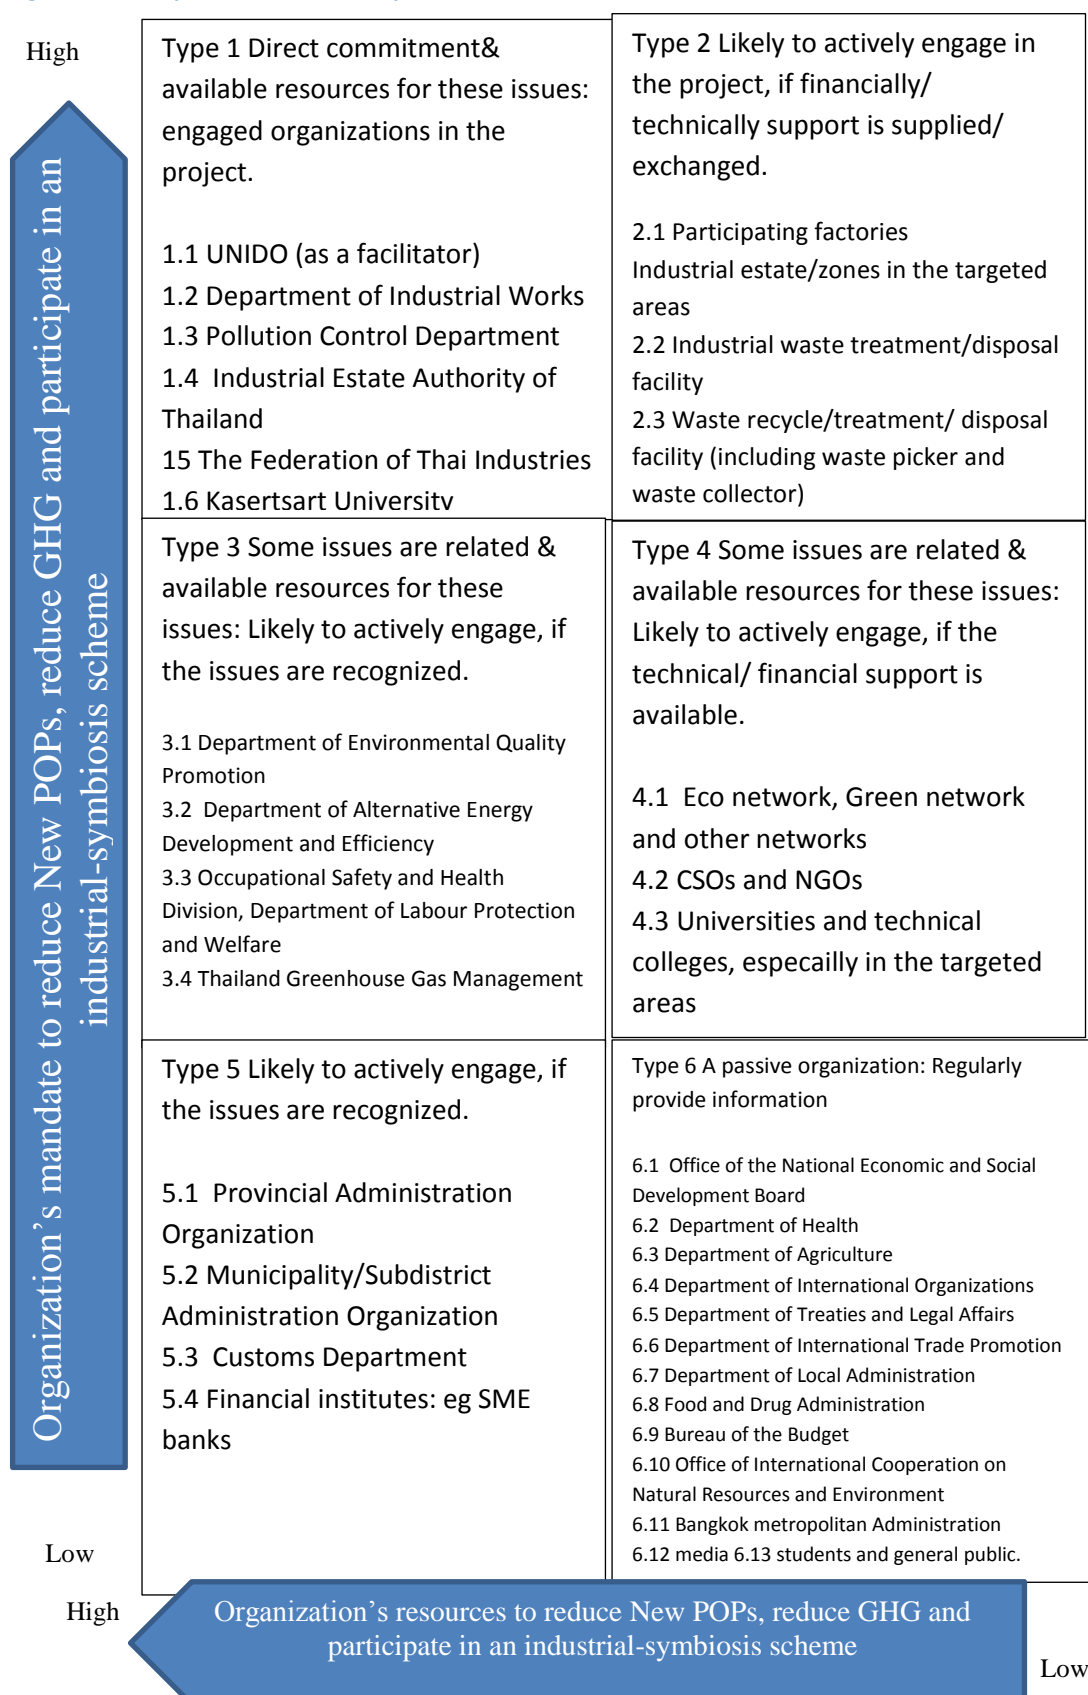 High
Type 1 Direct commitment&
available resources for these issues:
engaged organizations in the
project.
1.1 UNIDO (as a facilitator)
1.2 Department of Industrial Works
1.3 Pollution Control Department
1.4 Industrial Estate Authority of
Thailand
15 The Federation of Thai Industries
1.6 Kasertsart University
Type 2 Likely to actively engage in
the project, if financially/
technically support is supplied/
exchanged.
2.1 Participating factories
Industrial estate/zones in the targeted
areas
2.2 Industrial waste treatment/disposal
facility
2.3 Waste recycle/treatment/ disposal
facility (including waste picker and
waste collector)
Organization's mandate to reduce New POPs, reduce GHG and participate in an
industrial-symbiosis scheme
Type 3 Some issues are related &
available resources for these
issues: Likely to actively engage, if
the issues are recognized.
3.1 Department of Environmental Quality
Promotion
3.2 Department of Alternative Energy
Development and Efficiency
3.3 Occupational Safety and Health
Division, Department of Labour Protection
and Welfare
3.4 Thailand Greenhouse Gas Management
Type 4 Some issues are related &
available resources for these issues:
Likely to actively engage, if the
technical/ financial support is
available.
4.1 Eco network, Green network
and other networks
4.2 CSOs and NGOs
4.3 Universities and technical
colleges, especailly in the targeted
areas
Type 5 Likely to actively engage, if
the issues are recognized.
5.1 Provincial Administration
Organization
5.2 Municipality/Subdistrict
Administration Organization
5.3 Customs Department
5.4 Financial institutes: eg SME
banks
Type 6 A passive organization: Regularly
provide information
6.1 Office of the National Economic and Social
Development Board
6.2 Department of Health
6.3 Department of Agriculture
6.4 Department of International Organizations
6.5 Department of Treaties and Legal Affairs
6.6 Department of International Trade Promotion
6.7 Department of Local Administration
6.8 Food and Drug Administration
6.9 Bureau of the Budget
6.10 Office of International Cooperation on
Natural Resources and Environment
6.11 Bangkok metropolitan Administration
6.12 media 6.13 students and general public.
Low
High
Organization's resources to reduce New POPs, reduce GHG and
participate in an industrial-symbiosis scheme
Low